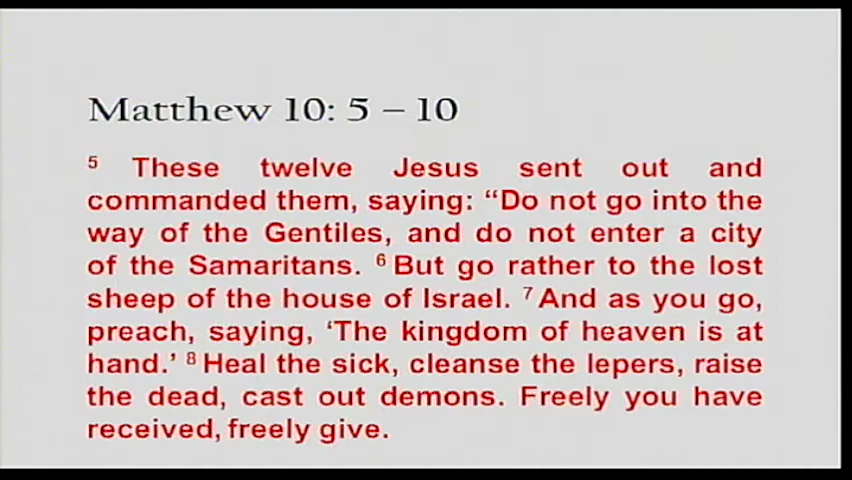 Matthew 10: 5 – 10
⁵ These twelve Jesus sent out and
commanded them, saying: “Do not go into the
way of the Gentiles, and do not enter a city
of the Samaritans. ⁶ But go rather to the lost
sheep of the house of Israel. ⁷ And as you go,
preach, saying, ‘The kingdom of heaven is at
hand.’ ⁸ Heal the sick, cleanse the lepers, raise
the dead, cast out demons. Freely you have
received, freely give.